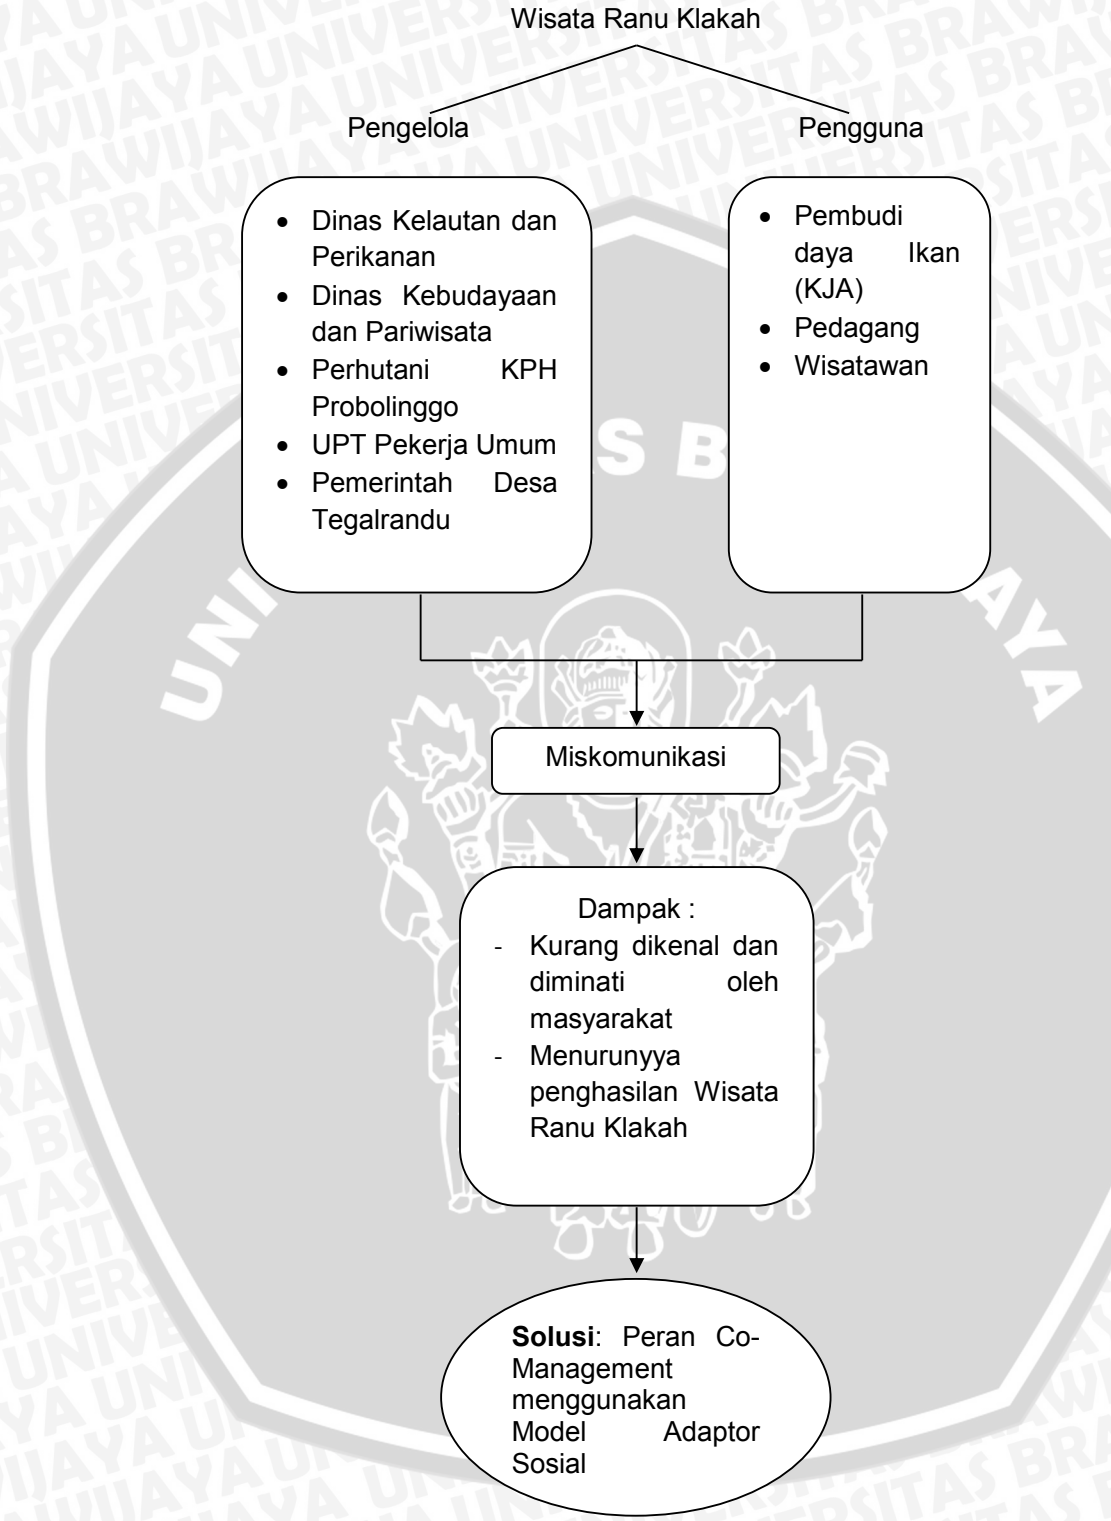 Wisata Ranu Klakah
Pengelola
Pengguna
• Dinas Kelautan dan
Perikanan
• Dinas Kebudayaan
dan Pariwisata
• Perhutani KPH
Probolinggo
• UPT Pekerja Umum
• Pemerintah Desa
Tegalrandu
• Pembudi
daya Ikan
(KJA)
• Pedagang
• Wisatawan
Miskomunikasi
Dampak :
- Kurang dikenal dan
diminati oleh
masyarakat
- Menurunyya
penghasilan Wisata
Ranu Klakah
Solusi: Peran Co-
Management
menggunakan
Model Adaptor
Sosial